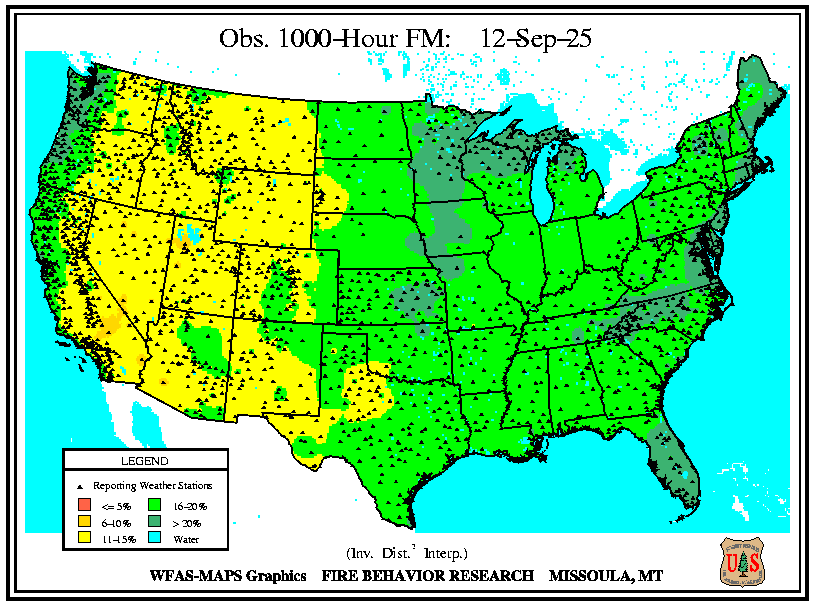 Obs. 1000-Hour FM: 12-Sep-25
LEGEND
Reporting Weather Stations
<= 5% 16-20%
6-10% > 20%
11-15% Water
(Inv. Dist.² Interp.)
WFAS-MAPS Graphics FIRE BEHAVIOR RESEARCH MISSOULA, MT
U S